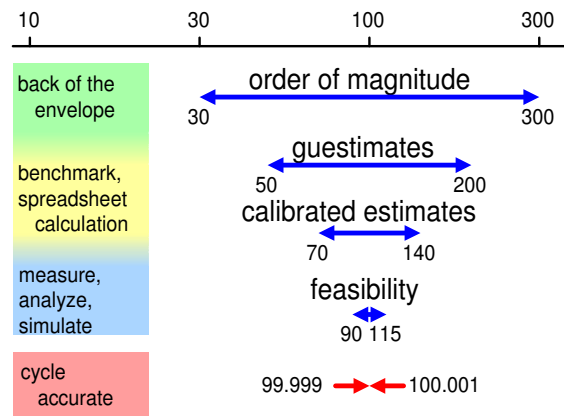 10 30 100 300
back of the
envelope
order of magnitude
30 300
benchmark,
spreadsheet
calculation
guestimates
50 200
calibrated estimates
70 140
measure,
analyze,
simulate
feasibility
90 115
cycle
accurate
99.999 100.001